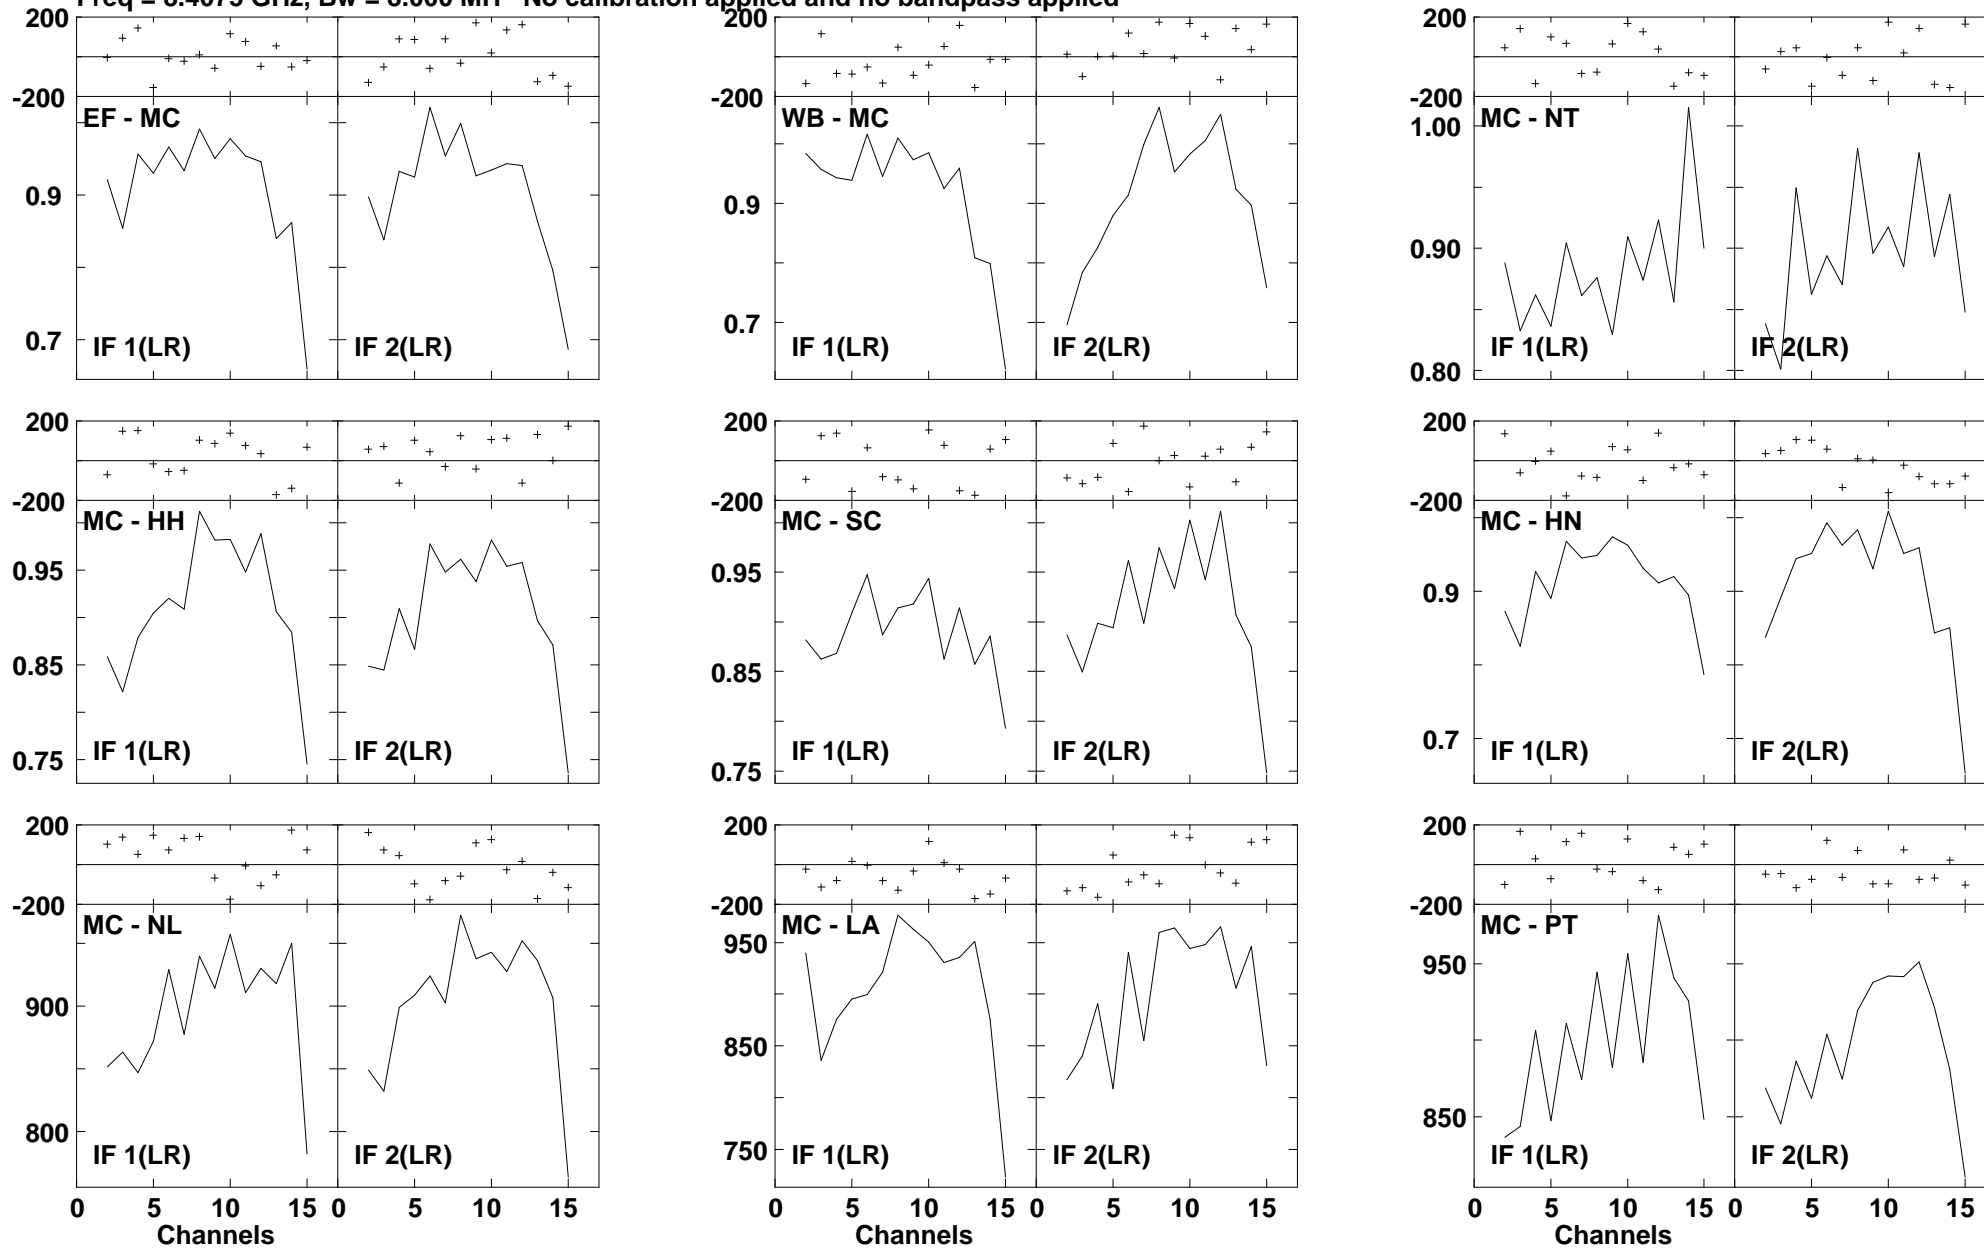 Freq = 8.4075 GHz, Bw = 8.000 MH No calibration applied and no bandpass applied
200
-200
EF - MC
0.9
0.7
IF 1(LR)
IF 2(LR)
200
-200
WB - MC
0.9
0.7
IF 1(LR)
IF 2(LR)
200
-200
MC - NT
1.00
0.90
0.80
IF 1(LR)
IF 2(LR)
200
-200
MC - HH
0.95
0.85
0.75
IF 1(LR)
IF 2(LR)
200
-200
MC - SC
0.95
0.85
0.75
IF 1(LR)
IF 2(LR)
200
-200
MC - HN
0.9
0.7
IF 1(LR)
IF 2(LR)
200
-200
MC - NL
900
800
IF 1(LR)
IF 2(LR)
0 5 10 15 0 5 10 15
Channels
200
-200
MC - LA
950
850
750
IF 1(LR)
IF 2(LR)
0 5 10 15 0 5 10 15
Channels
200
-200
MC - PT
950
850
IF 1(LR)
IF 2(LR)
0 5 10 15 0 5 10 15
Channels